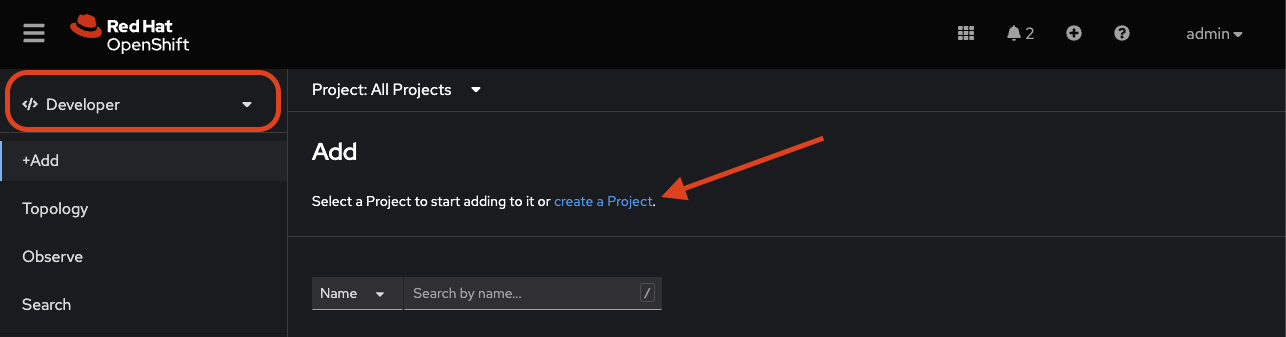 Red Hat
OpenShift
2
admin
</> Developer
Project: All Projects
+Add
Add
Topology
Select a Project to start adding to it or create a Project.
Observe
Search
Name
Search by name...
/